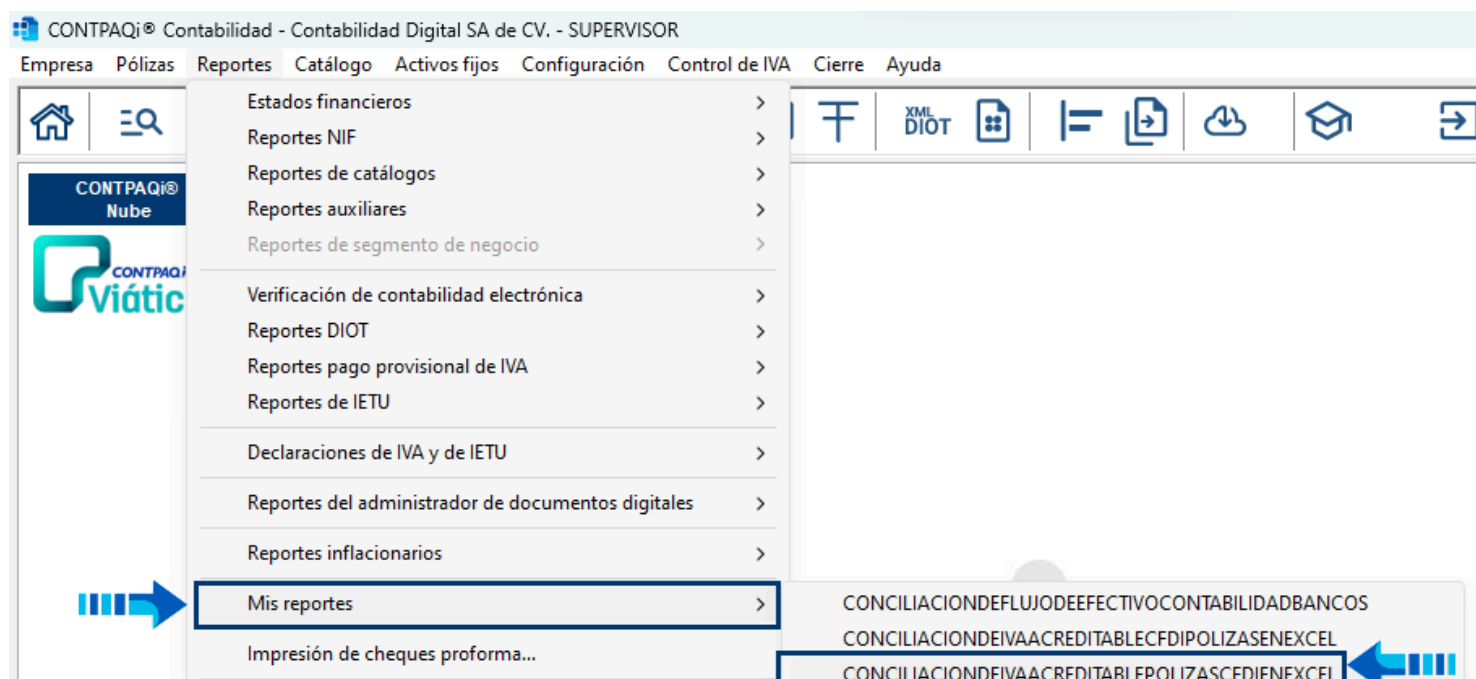 CONTPAQi® Contabilidad - Contabilidad Digital SA de CV. - SUPERVISOR
Empresa Pólizas Reportes Catálogo Activos fijos Configuración Control de IVA Cierre Ayuda
XML
DIOT
CONTPAQi®
Nube
CONTPAQi
Viátic
Estados financieros
Reportes NIF
Reportes de catálogos
Reportes auxiliares
Reportes de segmento de negocio
Verificación de contabilidad electrónica
Reportes DIOT
Reportes pago provisional de IVA
Reportes de IETU
Declaraciones de IVA y de IETU
Reportes del administrador de documentos digitales
Reportes inflacionarios
Mis reportes
Impresión de cheques proforma...
CONCILIACIONDEFLUJODEEFECTIVOCONTABILIDADBANCOS
CONCILIACIONDEIVAACREDITABLECFDIPOLIZASENEXCEL
CONCILIACIONDEIVAACREDITABLEPOLIZASCFDIENEXCEL